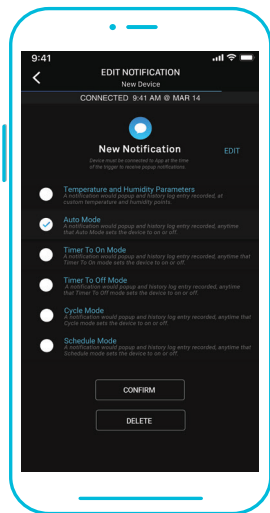 9:41
EDIT NOTIFICATION
New Device
CONNECTED 9:41 AM @ MAR 14
New Notification
EDIT
Device must be connected to App at the time
of the trigger to receive popup notifications.
Temperature and Humidity Parameters
A notification would popup and history log entry recorded, at
custom temperature and humidity points.
Auto Mode
A notification would popup and history log entry recorded, anytime
that Auto Mode sets the device to on or off.
Timer To On Mode
A notification would popup and history log entry recorded, anytime that
Timer To On mode sets the device to on or off.
Timer To Off Mode
A notification would popup and history log entry recorded, anytime
that Timer To Off mode sets the device to on or off.
Cycle Mode
A notification would popup and history log entry recorded, anytime that
Cycle mode sets the device to on or off.
Schedule Mode
A notification would popup and history log entry recorded, anytime that
Schedule mode sets the device to on or off.
CONFIRM
DELETE